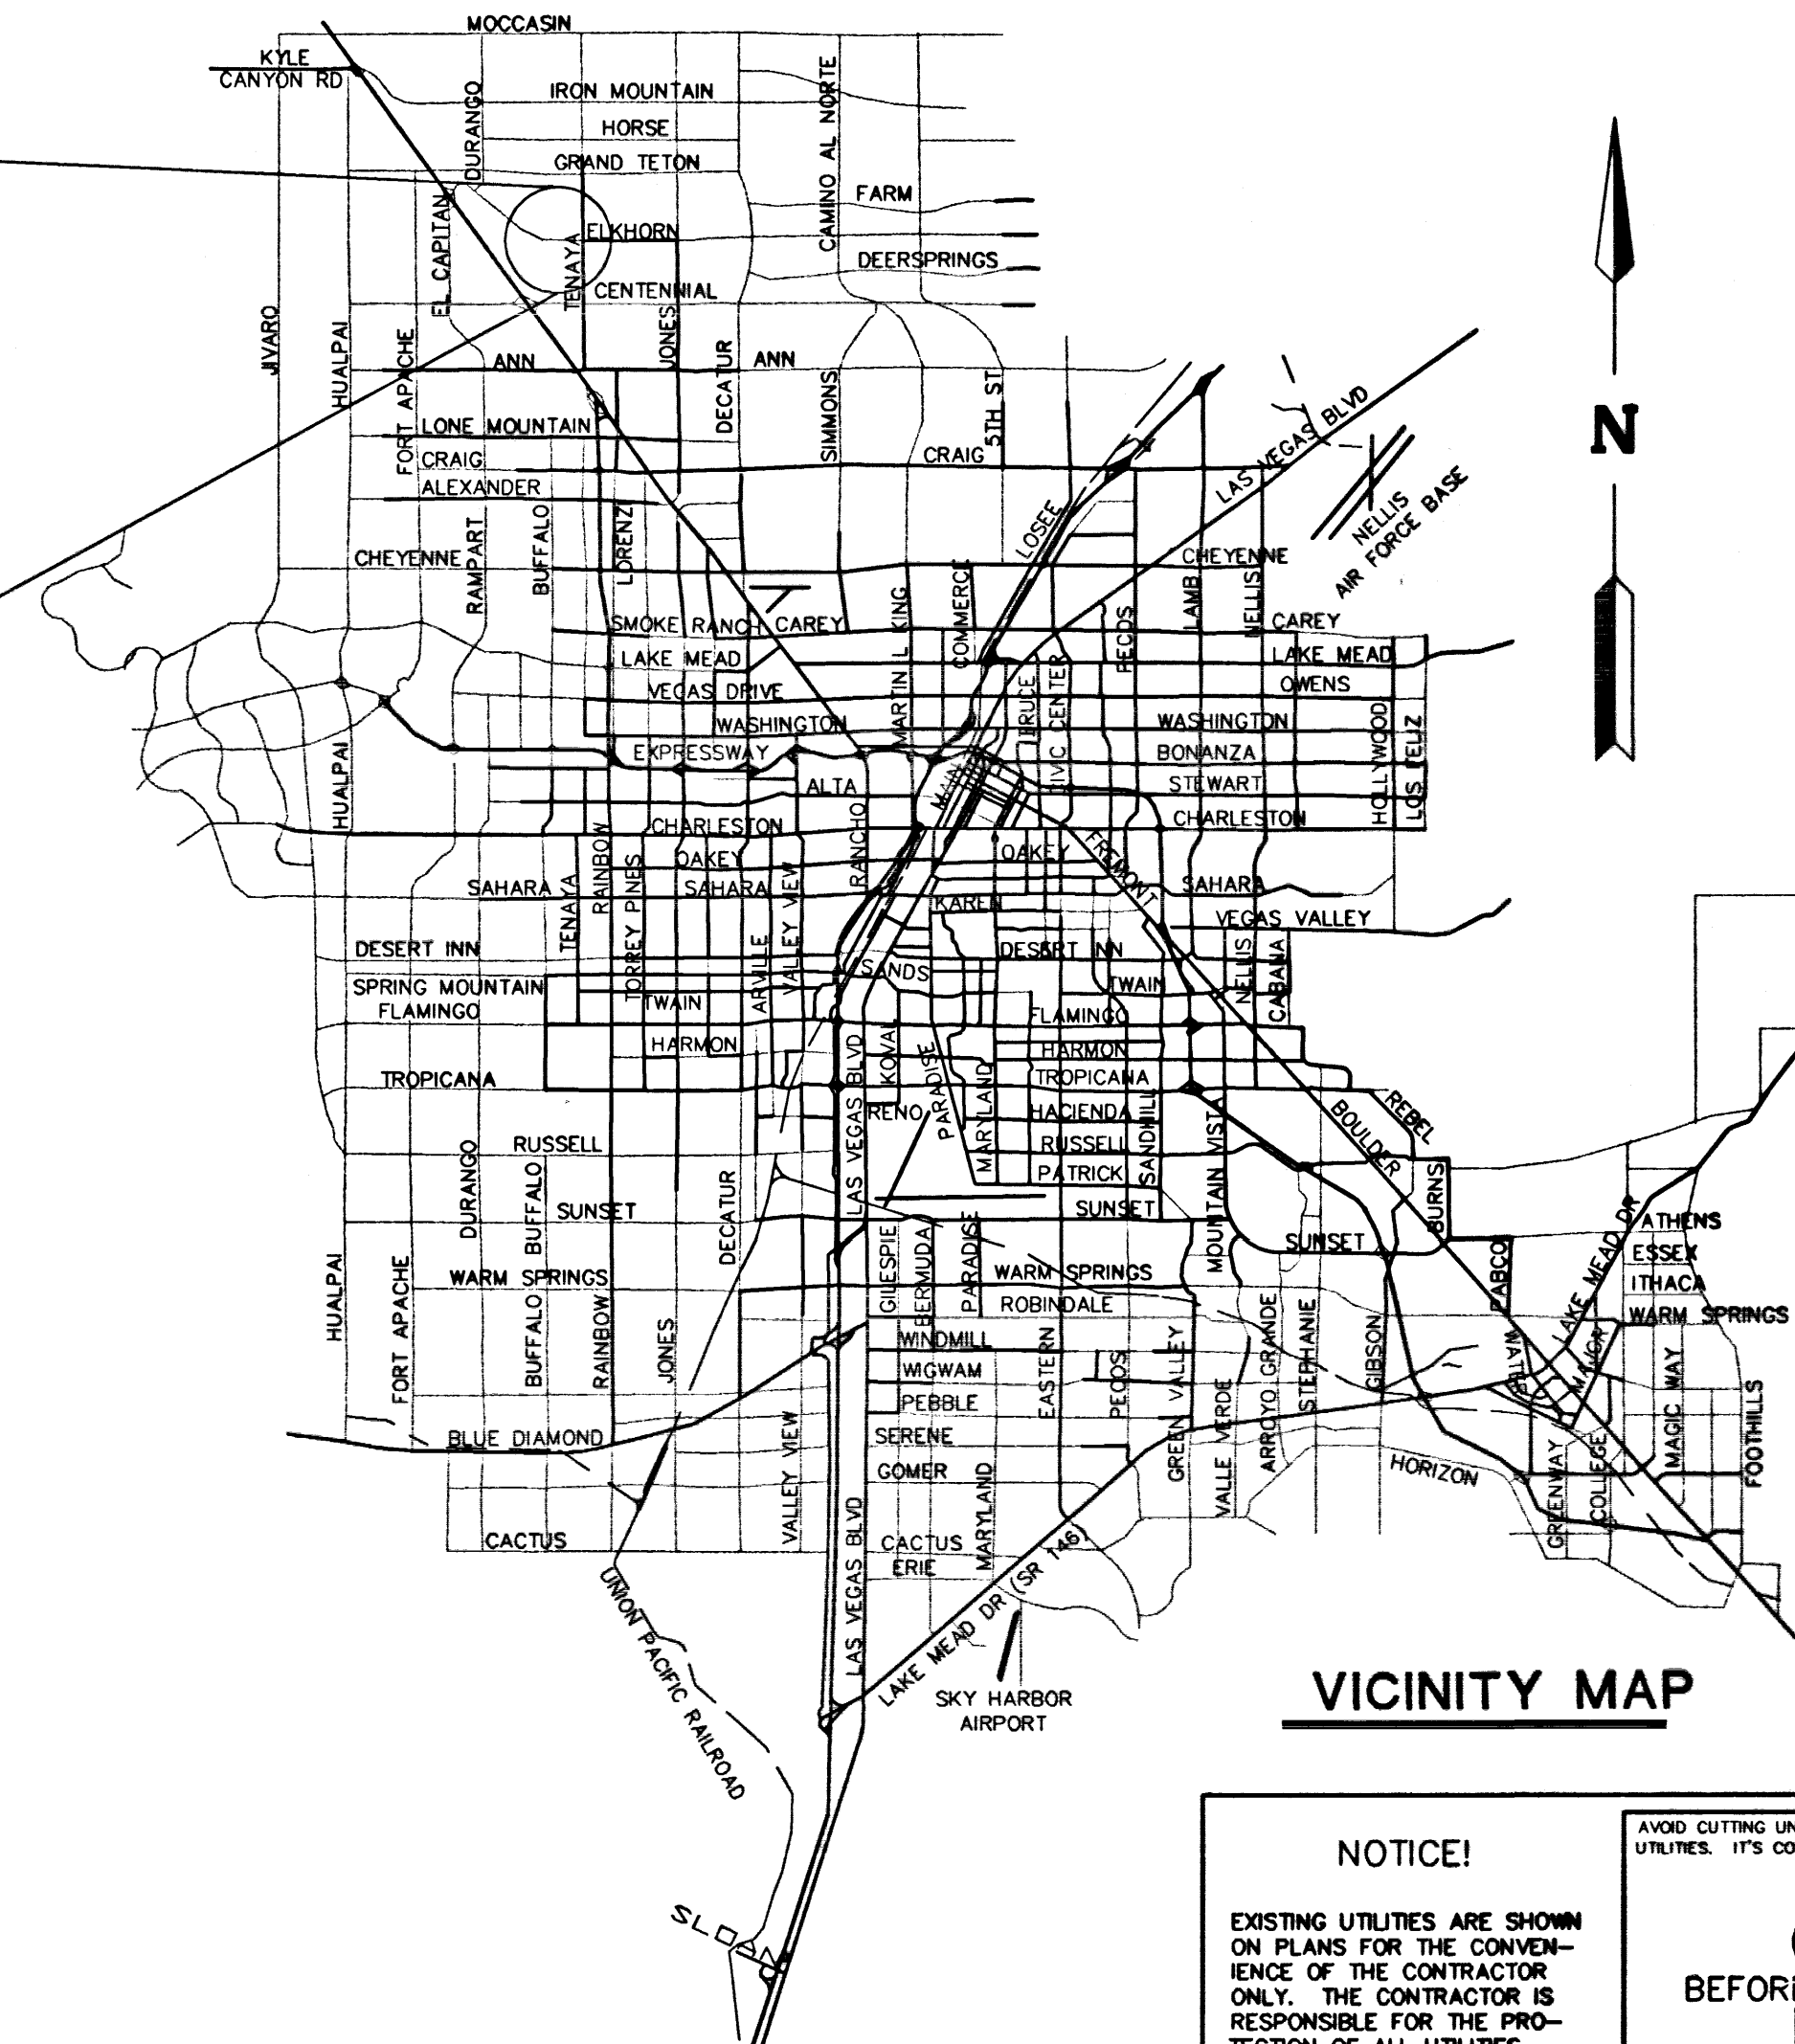 MOCCASIN
KYLE
CANYON RD
IRON MOUNTAIN
DURANGO
HORSE
CAMINO AL NORTE
GRAND TETON
FARM
EL CAPITAN
ELKHORN
TENAYA
DEERSPRINGS
CENTENNIAL
JIVARO
HUALPAI
FORT APACHE
JONES
ANN
DECATUR
ANN
SIMMONS
5TH ST
LAS VEGAS BLVD
N
LONE MOUNTAIN
CRAIG
CRAIG
ALEXANDER
NELLIS
AIR FORCE BASE
RAMPART
BUFFALO
LORENZI
LOSEE
CHEYENNE
CHEYENNE
COMMERCE
MARTIN L KING
PECOS
LAMB
NELLIS
SMOKE RANCH
CAREY
CAREY
LAKE MEAD
LAKE MEAD
VEGAS DRIVE
OWENS
BRUCE
CIVIC CENTER
WASHINGTON
WASHINGTON
HOLLYWOOD
LOS FELIZ
HUALPAI
EXPRESSWAY
BONANZA
MAIN
ALTA
STEWART
CHARLESTON
CHARLESTON
RANCHO
RAINBOW
OAKEY
OAKEY
FREMONT
TORREY PINES
VALLEY VIEW
SAHARA
SAHARA
SAHARA
TENAYA
KAREN
VEGAS VALLEY
ARVILLE
DESERT INN
DESERT INN
NELLIS
CABANA
SANDS
SPRING MOUNTAIN
TWAIN
TWAIN
FLAMINGO
FLAMINGO
HARMON
HARMON
LAS VEGAS BLVD
KOVAL
PARADISE
TROPICANA
TROPICANA
MARYLAND
RENO
HACIENDA
SANDHILL
MOUNTAIN VISTA
BOULDER
REBEL
RUSSELL
RUSSELL
DURANGO
BUFFALO
BUFFALO
PATRICK
BURNS
DECATUR
SUNSET
SUNSET
SUNSET
LAKE MEAD DR
ATHENS
ESSEX
ITHACA
WARM SPRINGS
GILLESPIE
BERMUDA
PARADISE
PABCO
HUALPAI
FORT APACHE
WARM SPRINGS
WARM SPRINGS
BUFFALO
RAINBOW
JONES
ROBINDALE
WINDMILL
EASTERN
PECOS
GREEN VALLEY
VALLE VERDE
ARROYO GRANDE
STEPHANIE
GIBSON
WATER
MAJOR
MAGIC WAY
FOOTHILLS
WIGWAM
PEBBLE
BLUE DIAMOND
VALLEY VIEW
SERENE
GOMER
HORIZON
GREENWAY
COLLEGE
CACTUS
CACTUS
ERIE
MARYLAND
LAS VEGAS BLVD
LAKE MEAD DR (SR 146)
UNION PACIFIC RAILROAD
SKY HARBOR
AIRPORT
VICINITY MAP
SLOAN
NOTICE!
EXISTING UTILITIES ARE SHOWN
ON PLANS FOR THE CONVEN-
IENCE OF THE CONTRACTOR
ONLY. THE CONTRACTOR IS
RESPONSIBLE FOR THE PRO-
TECTION OF ALL UTILITIES
AVOID CUTTING UN
UTILITIES. IT'S CO
BEFOR